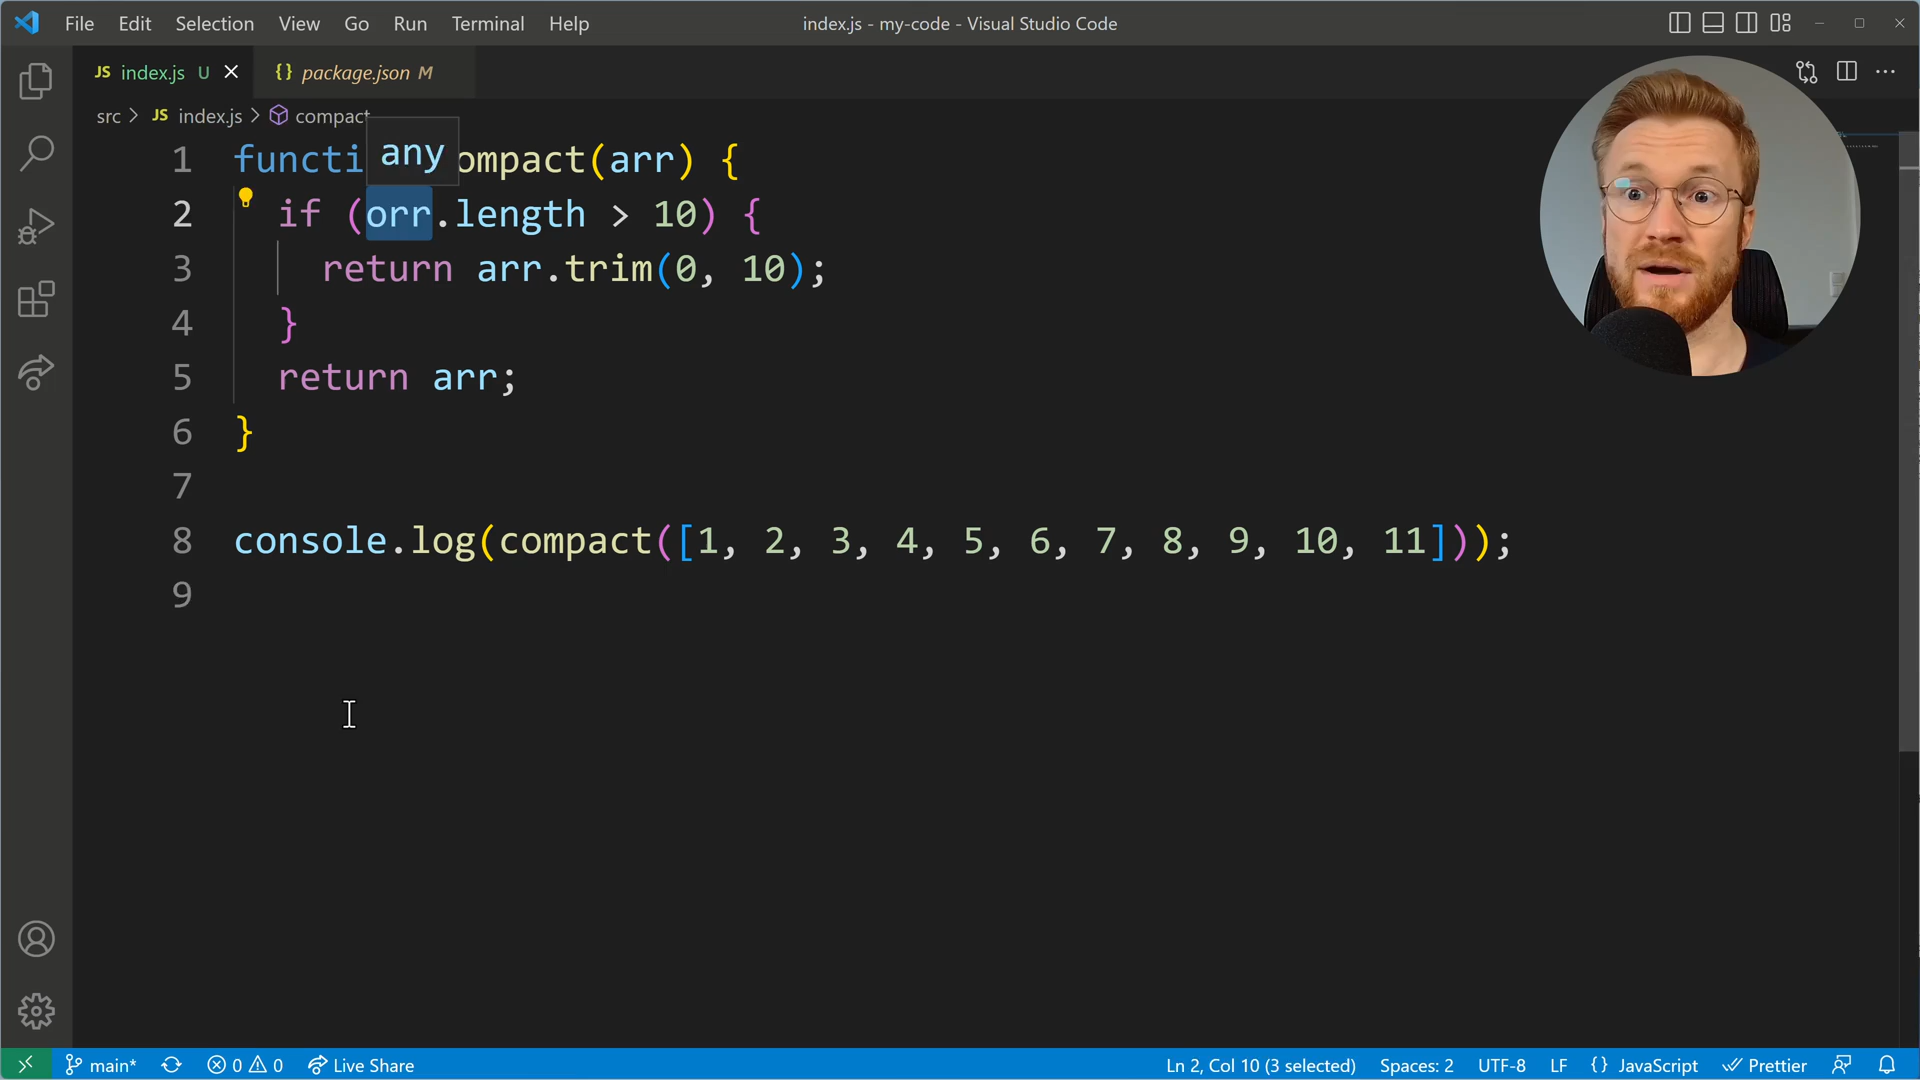 File Edit Selection View Go Run Terminal Help
index.js - my-code - Visual Studio Code
JS index.js U
{} package.json M
src > JS index.js > compact
any
1 functi ompact(arr) {
2 if (orr.length > 10) {
3 return arr.trim(0, 10);
4 }
5 return arr;
6 }
7
8 console.log(compact([1, 2, 3, 4, 5, 6, 7, 8, 9, 10, 11]));
9
main* 0 0 Live Share
Ln 2, Col 10 (3 selected) Spaces: 2 UTF-8 LF {} JavaScript Prettier